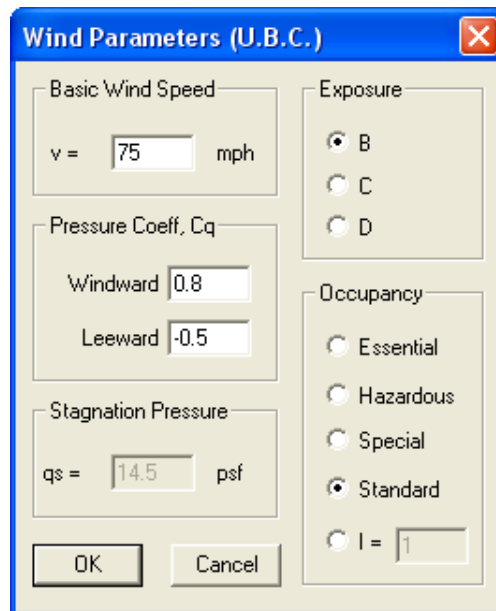 Wind Parameters (U.B.C.)
Basic Wind Speed
v = 75 mph
Pressure Coeff, Cq
Windward 0.8
Leeward -0.5
Stagnation Pressure
qs = 14.5 psf
OK Cancel
Exposure
B
C
D
Occupancy
Essential
Hazardous
Special
Standard
I = 1